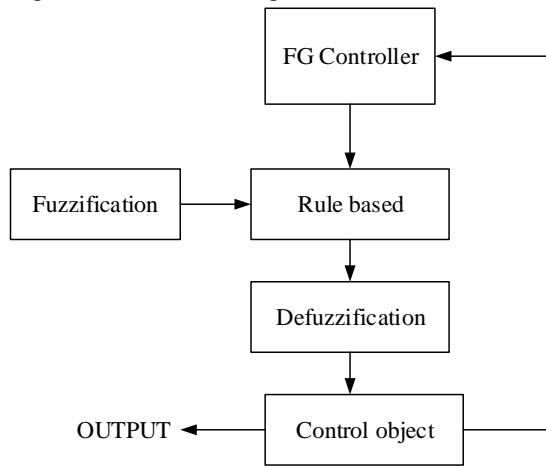 FG Controller
Fuzzification
Rule based
Defuzzification
OUTPUT
Control object